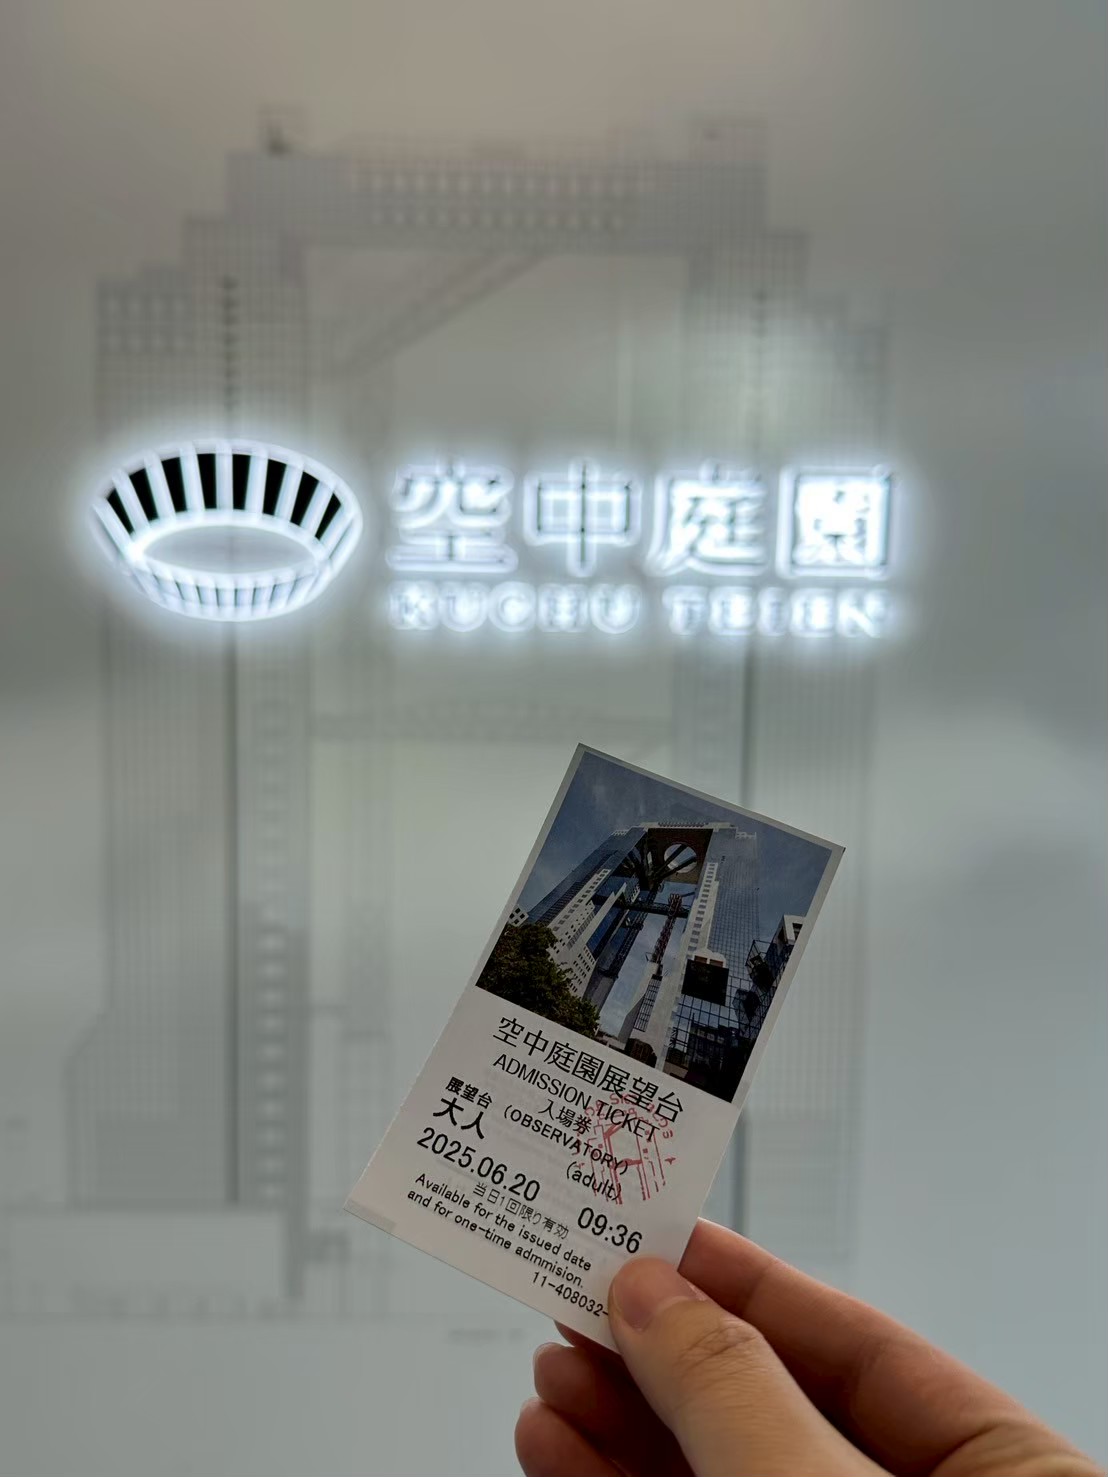 空中庭園
KUCHU TEIEN
空中庭園展望台
ADMISSION TICKET
入場券
展望台 (OBSERVATORY)
大人 (adult)
2025.06.20 09:36
当日1回限り有効
Available for the issued date
and for one-time admmision.
11-408032-